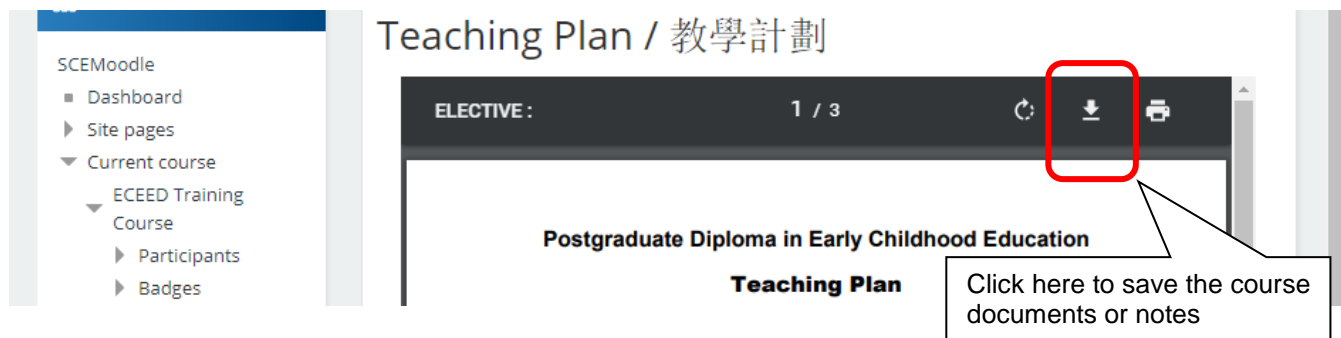 SCEMoodle
Dashboard
Site pages
Current course
ECEED Training
Course
Participants
Badges
Teaching Plan / 教學計劃
ELECTIVE : 1 / 3
Postgraduate Diploma in Early Childhood Education
Teaching Plan
Click here to save the course
documents or notes